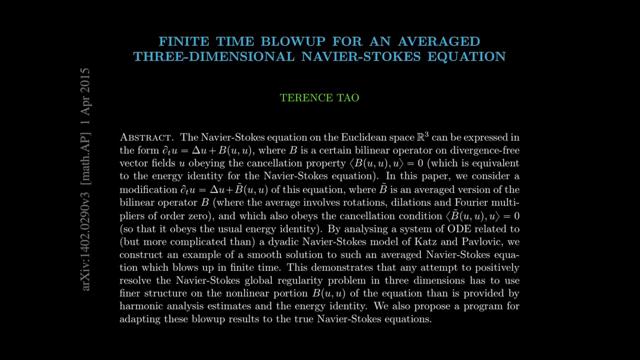 FINITE TIME BLOWUP FOR AN AVERAGED
THREE-DIMENSIONAL NAVIER-STOKES EQUATION
TERENCE TAO
arXiv:1402.0290v3 [math.AP] 1 Apr 2015
ABSTRACT. The Navier-Stokes equation on the Euclidean space ℝ³ can be expressed in
the form ∂ₜu = Δu + B(u, u), where B is a certain bilinear operator on divergence-free
vector fields u obeying the cancellation property ⟨B(u, u), u⟩ = 0 (which is equivalent
to the energy identity for the Navier-Stokes equation). In this paper, we consider a
modification ∂ₜu = Δu + B̃(u, u) of this equation, where B̃ is an averaged version of the
bilinear operator B (where the average involves rotations, dilations and Fourier multi-
pliers of order zero), and which also obeys the cancellation condition ⟨B̃(u, u), u⟩ = 0
(so that it obeys the usual energy identity). By analysing a system of ODE related to
(but more complicated than) a dyadic Navier-Stokes model of Katz and Pavlovic, we
construct an example of a smooth solution to such an averaged Navier-Stokes equa-
tion which blows up in finite time. This demonstrates that any attempt to positively
resolve the Navier-Stokes global regularity problem in three dimensions has to use
finer structure on the nonlinear portion B(u, u) of the equation than is provided by
harmonic analysis estimates and the energy identity. We also propose a program for
adapting these blowup results to the true Navier-Stokes equations.